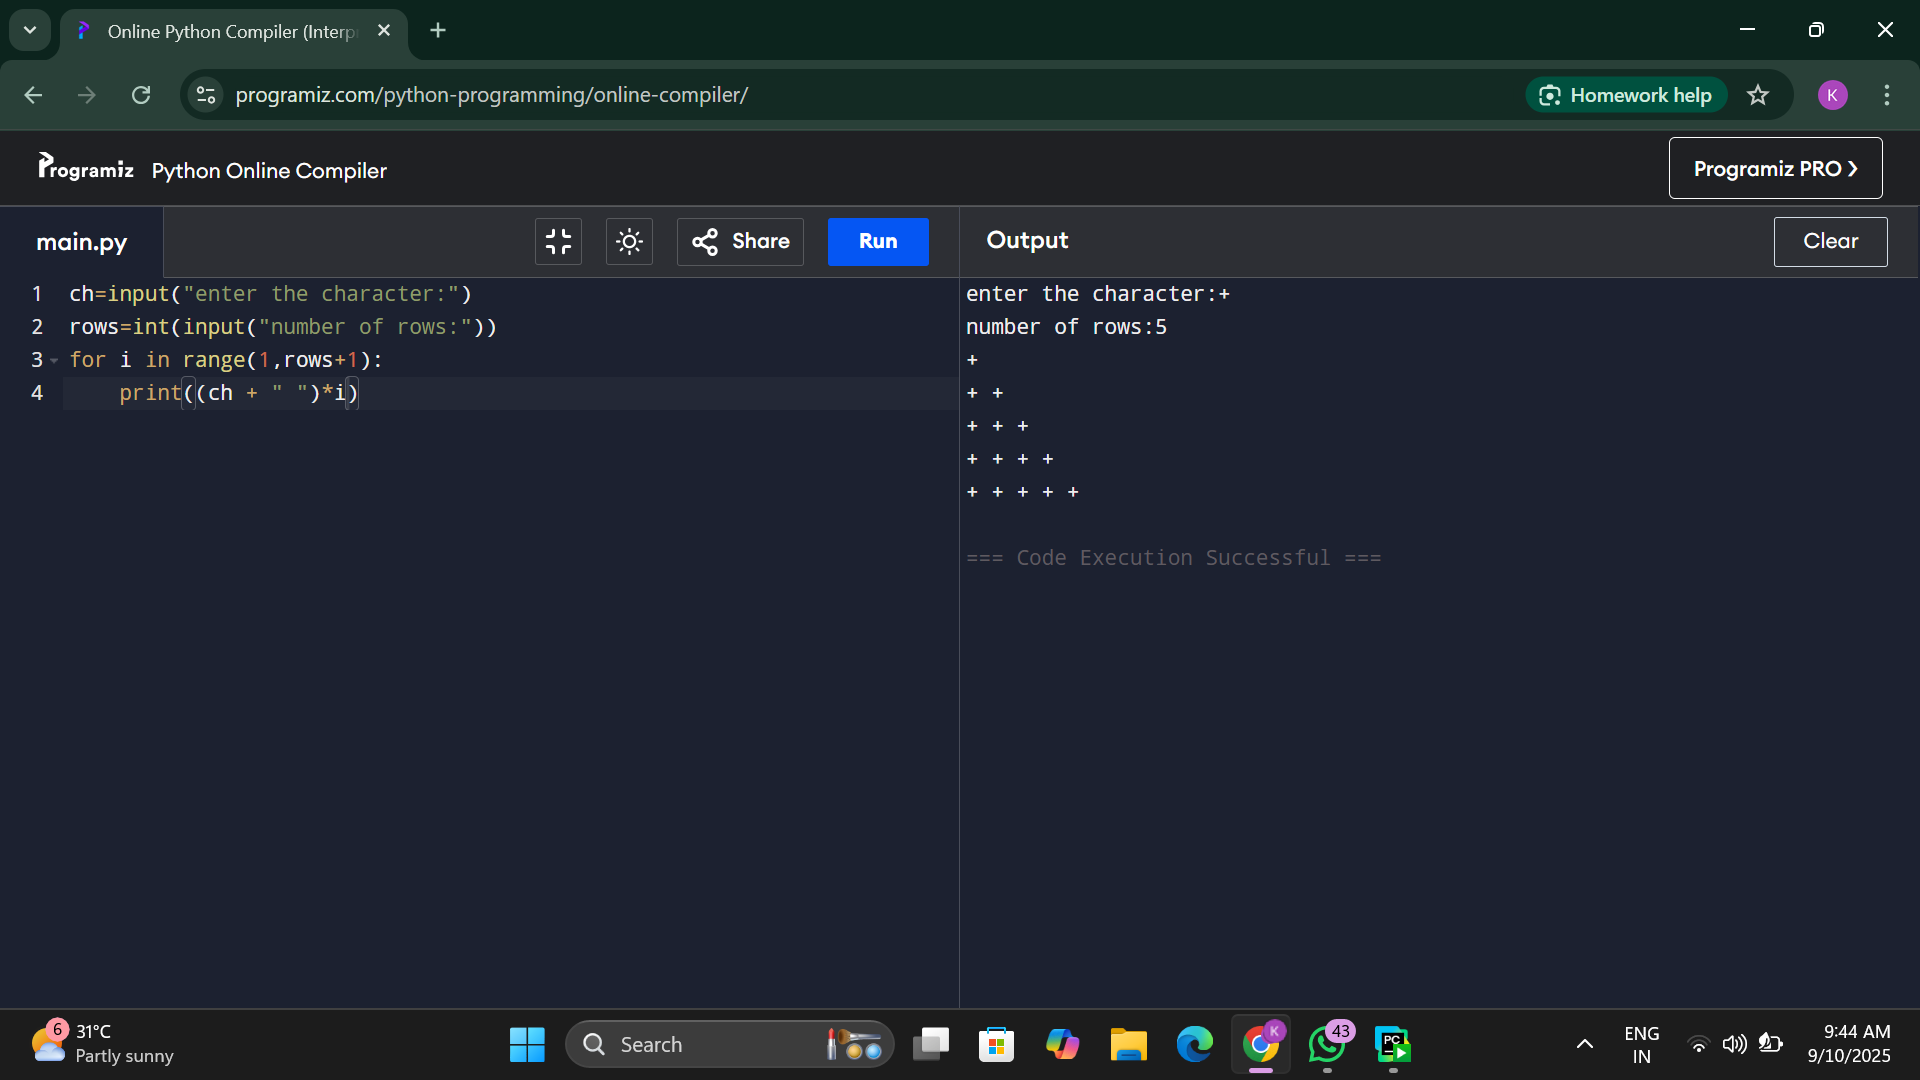 Online Python Compiler (Interp
programiz.com/python-programming/online-compiler/
Homework help
K
Programiz Python Online Compiler
Programiz PRO ❯
main.py
Share
Run
Output
Clear
1 ch=input("enter the character:")
2 rows=int(input("number of rows:"))
3 for i in range(1,rows+1):
4     print((ch + " ")*i)
enter the character:+
number of rows:5
+
+ +
+ + +
+ + + +
+ + + + +
=== Code Execution Successful ===
6
31°C
Partly sunny
Search
K
43
PC
ENG
IN
9:44 AM
9/10/2025